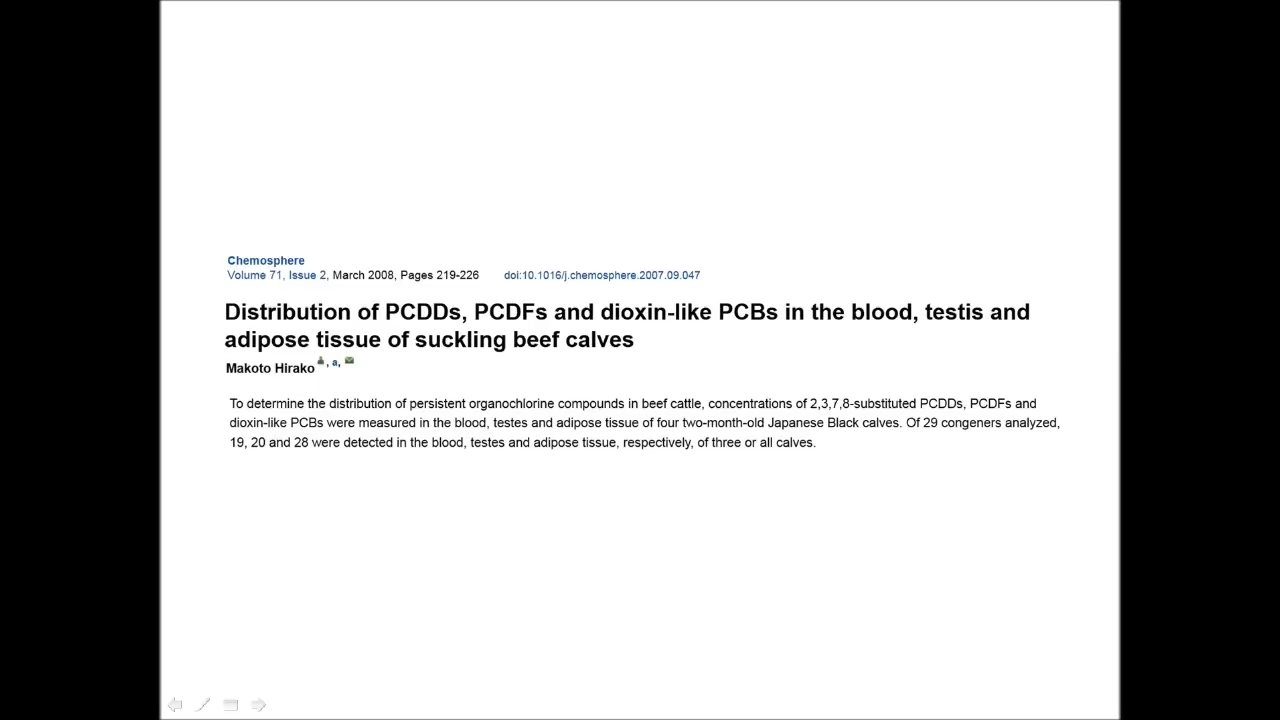 Chemosphere
Volume 71, Issue 2, March 2008, Pages 219-226 doi:10.1016/j.chemosphere.2007.09.047
Distribution of PCDDs, PCDFs and dioxin-like PCBs in the blood, testis and
adipose tissue of suckling beef calves
Makoto Hirako , a,
To determine the distribution of persistent organochlorine compounds in beef cattle, concentrations of 2,3,7,8-substituted PCDDs, PCDFs and
dioxin-like PCBs were measured in the blood, testes and adipose tissue of four two-month-old Japanese Black calves. Of 29 congeners analyzed,
19, 20 and 28 were detected in the blood, testes and adipose tissue, respectively, of three or all calves.